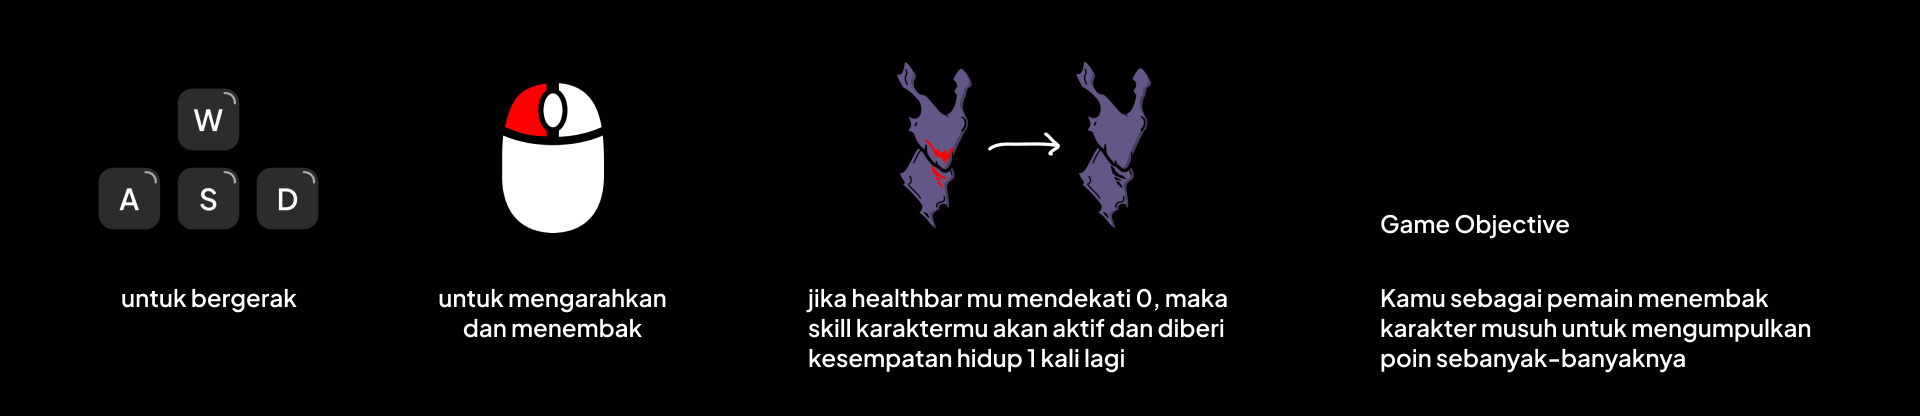 W
A S D
untuk bergerak
untuk mengarahkan
dan menembak
jika healthbar mu mendekati 0, maka
skill karaktermu akan aktif dan diberi
kesempatan hidup 1 kali lagi
Game Objective
Kamu sebagai pemain menembak
karakter musuh untuk mengumpulkan
poin sebanyak-banyaknya